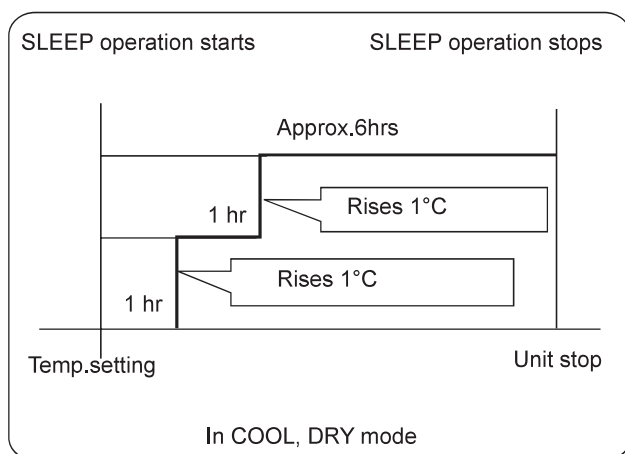 SLEEP operation starts
SLEEP operation stops
Approx.6hrs
Rises 1°C
1 hr
Rises 1°C
1 hr
Temp.setting
Unit stop
In COOL, DRY mode